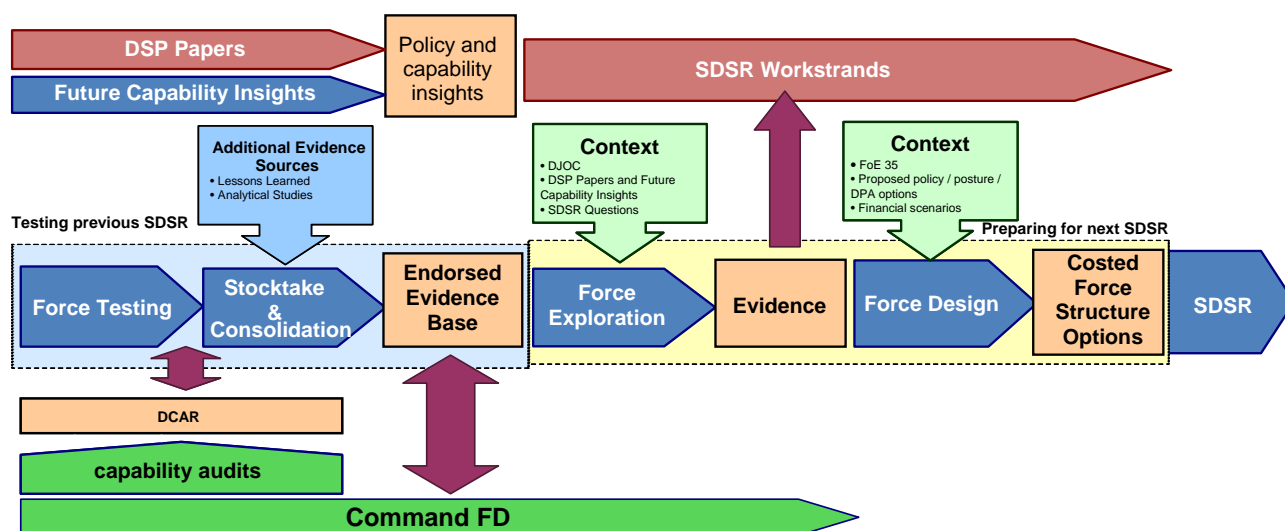 DSP Papers
Future Capability Insights
Policy and
capability
insights
SDSR Workstrands
Additional Evidence
Sources
• Lessons Learned
• Analytical Studies
Context
• DJOC
• DSP Papers and Future
Capability Insights
• SDSR Questions
Context
• FoE 35
• Proposed policy / posture /
DPA options
• Financial scenarios
Testing previous SDSR
Preparing for next SDSR
Force Testing
Stocktake
&
Consolidation
Endorsed
Evidence
Base
Force
Exploration
Evidence
Force Design
Costed
Force
Structure
Options
SDSR
DCAR
capability audits
Command FD